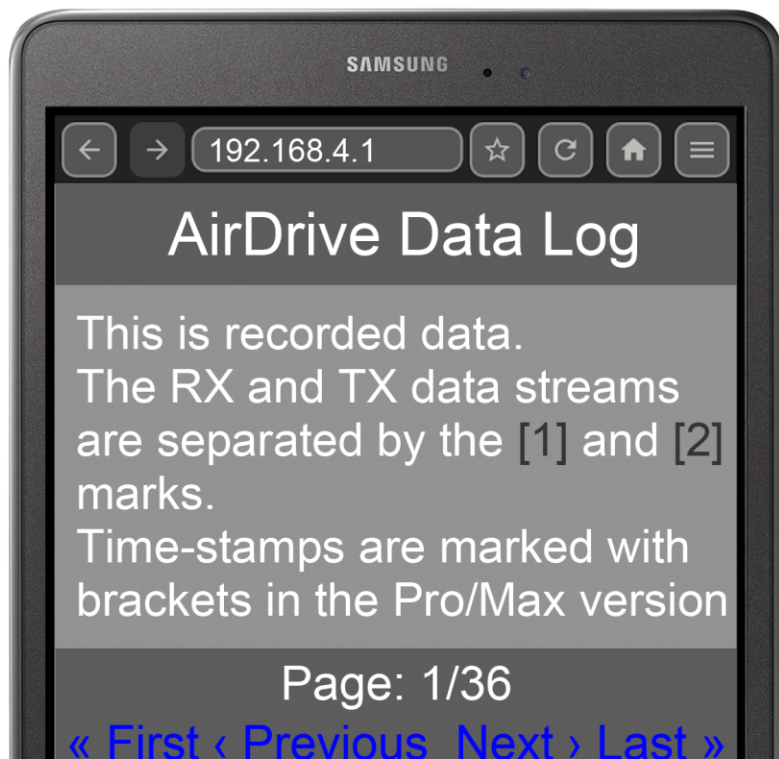 SAMSUNG
192.168.4.1
AirDrive Data Log
This is recorded data.
The RX and TX data streams
are separated by the [1] and [2]
marks.
Time-stamps are marked with
brackets in the Pro/Max version
Page: 1/36
« First ‹ Previous Next › Last »